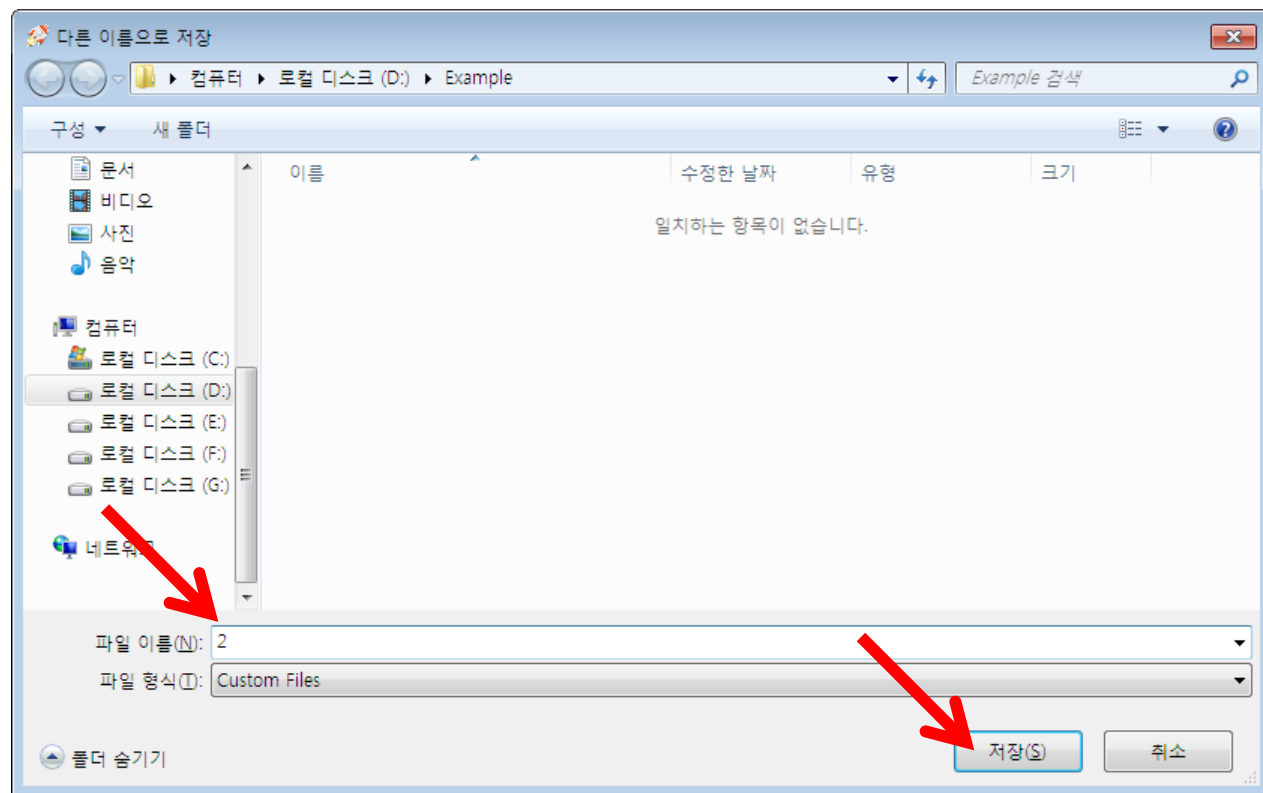 다른 이름으로 저장
컴퓨터 로컬 디스크 (D:) Example
Example 검색
구성 새 폴더
이름 수정한 날짜 유형 크기
일치하는 항목이 없습니다.
문서
비디오
사진
음악
컴퓨터
로컬 디스크 (C:)
로컬 디스크 (D:)
로컬 디스크 (E:)
로컬 디스크 (F:)
로컬 디스크 (G:)
네트워크
파일 이름(N): 2
파일 형식(T): Custom Files
폴더 숨기기
저장(S) 취소